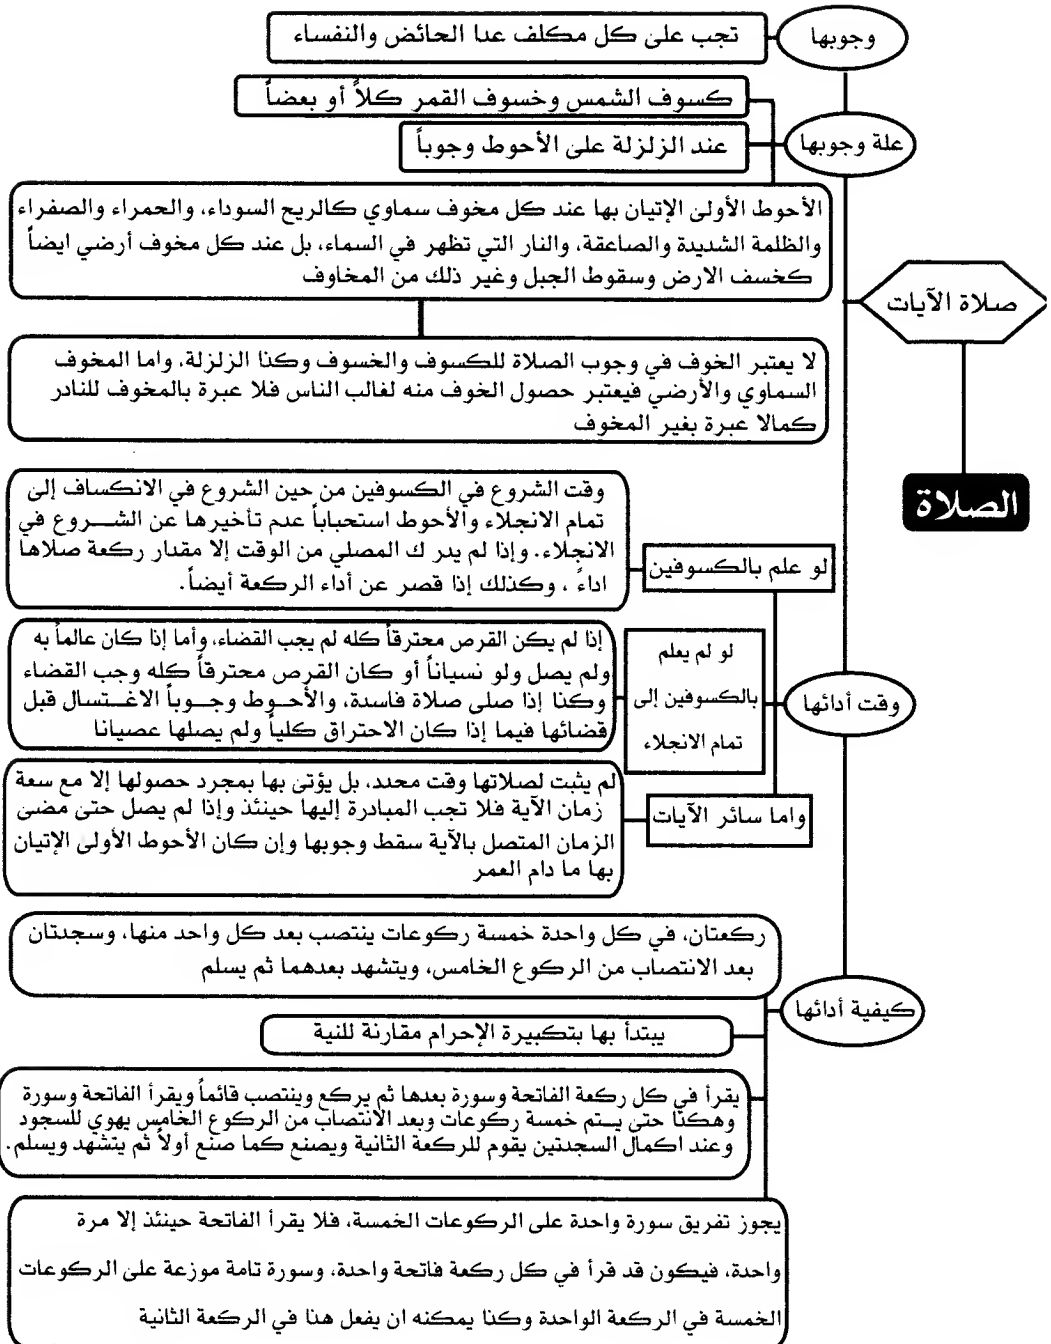 وجوبها
تجب على كل مكلف عدا الحائض والنفساء
كسوف الشمس وخسوف القمر كلاً أو بعضاً
علة وجوبها
عند الزلزلة على الأحوط وجوباً
الأحوط الأولى الإتيان بها عند كل مخوف سماوي كالريح السوداء، والحمراء والصفراء
والظلمة الشديدة والصاعقة، والنار التي تظهر في السماء، بل عند كل مخوف أرضي ايضاً
كخسف الارض وسقوط الجبل وغير ذلك من المخاوف
صلاة الآيات
لا يعتبر الخوف في وجوب الصلاة للكسوف والخسوف وكذا الزلزلة، واما المخوف
السماوي والأرضي فيعتبر حصول الخوف منه لغالب الناس فلا عبرة بالمخوف للنادر
كمالا عبرة بغير المخوف
الصلاة
وقت الشروع في الكسوفين من حين الشروع في الانكساف إلى
تمام الانجلاء والأحوط استحباباً عدم تأخيرها عن الشروع في
الانجلاء. وإذا لم يدر ك المصلي من الوقت إلا مقدار ركعة صلاها
اداءً ، وكذلك إذا قصر عن أداء الركعة أيضاً.
لو علم بالكسوفين
إذا لم يكن القرص محترقاً كله لم يجب القضاء، وأما إذا كان عالماً به
ولم يصل ولو نسياناً أو كان القرص محترقاً كله وجب القضاء
وكذا إذا صلى صلاة فاسدة، والأحوط وجوباً الاغتسال قبل
قضائها فيما إذا كان الاحتراق كلياً ولم يصلها عصيانا
لو لم يعلم
بالكسوفين إلى
تمام الانجلاء
وقت أدائها
لم يثبت لصلاتها وقت محدد، بل يؤتى بها بمجرد حصولها إلا مع سعة
زمان الآية فلا تجب المبادرة إليها حينئذ وإذا لم يصل حتى مضى
الزمان المتصل بالآية سقط وجوبها وإن كان الأحوط الأولى الإتيان
بها ما دام العمر
واما سائر الآيات
ركعتان، في كل واحدة خمسة ركوعات ينتصب بعد كل واحد منها، وسجدتان
بعد الانتصاب من الركوع الخامس، ويتشهد بعدهما ثم يسلم
كيفية أدائها
يبتدأ بها بتكبيرة الإحرام مقارنة للنية
يقرأ في كل ركعة الفاتحة وسورة بعدها ثم يركع وينتصب قائماً ويقرأ الفاتحة وسورة
وهكذا حتى يتم خمسة ركوعات وبعد الانتصاب من الركوع الخامس يهوي للسجود
وعند اكمال السجدتين يقوم للركعة الثانية ويصنع كما صنع أولاً ثم يتشهد ويسلم.
يجوز تفريق سورة واحدة على الركوعات الخمسة، فلا يقرأ الفاتحة حينئذ إلا مرة
واحدة، فيكون قد قرأ في كل ركعة فاتحة واحدة، وسورة تامة موزعة على الركوعات
الخمسة في الركعة الواحدة وكذا يمكنه ان يفعل هذا في الركعة الثانية